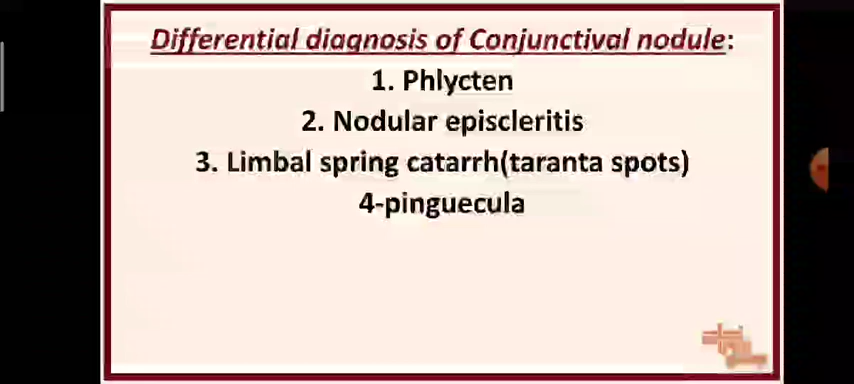 Differential diagnosis of Conjunctival nodule:
1. Phlycten
2. Nodular episcleritis
3. Limbal spring catarrh(taranta spots)
4-pinguecula